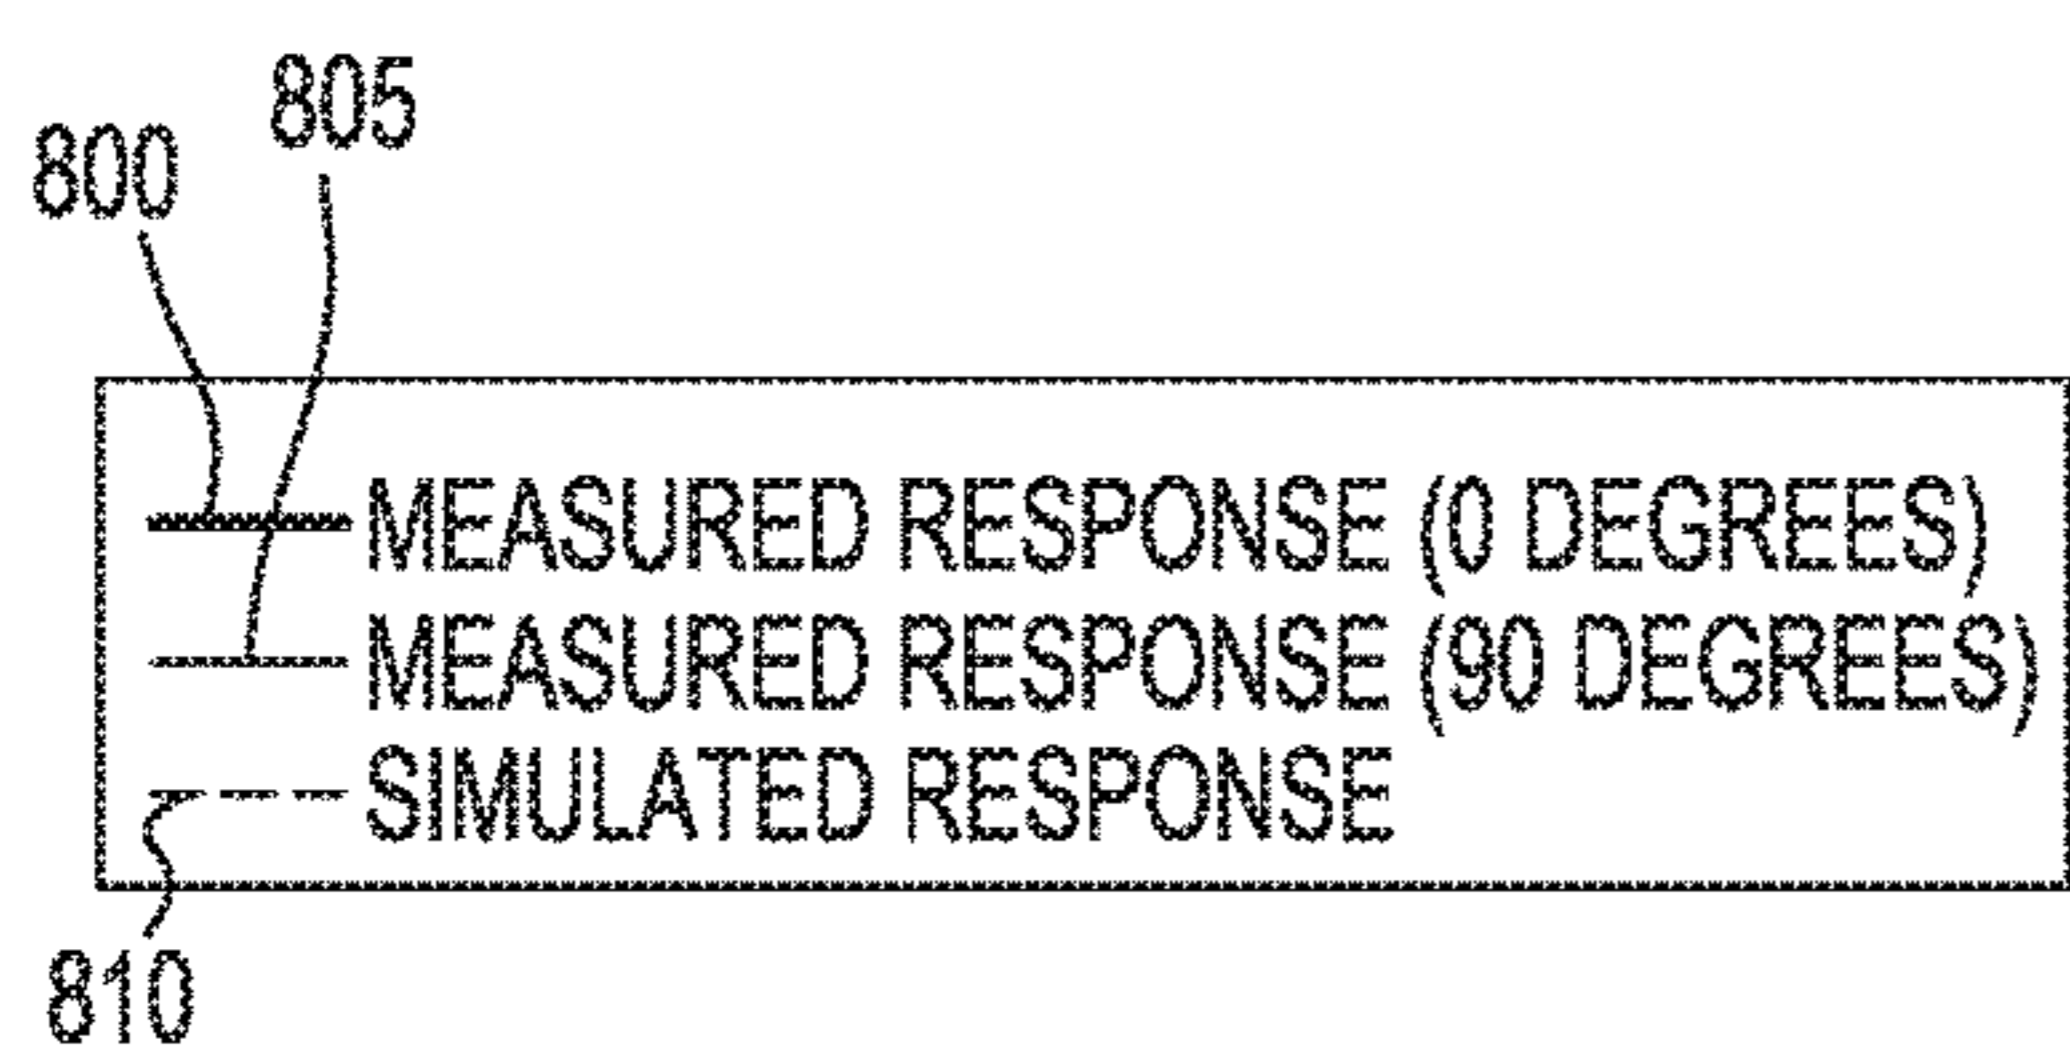 805
800
MEASURED RESPONSE (0 DEGREES)
MEASURED RESPONSE (90 DEGREES)
SIMULATED RESPONSE
810